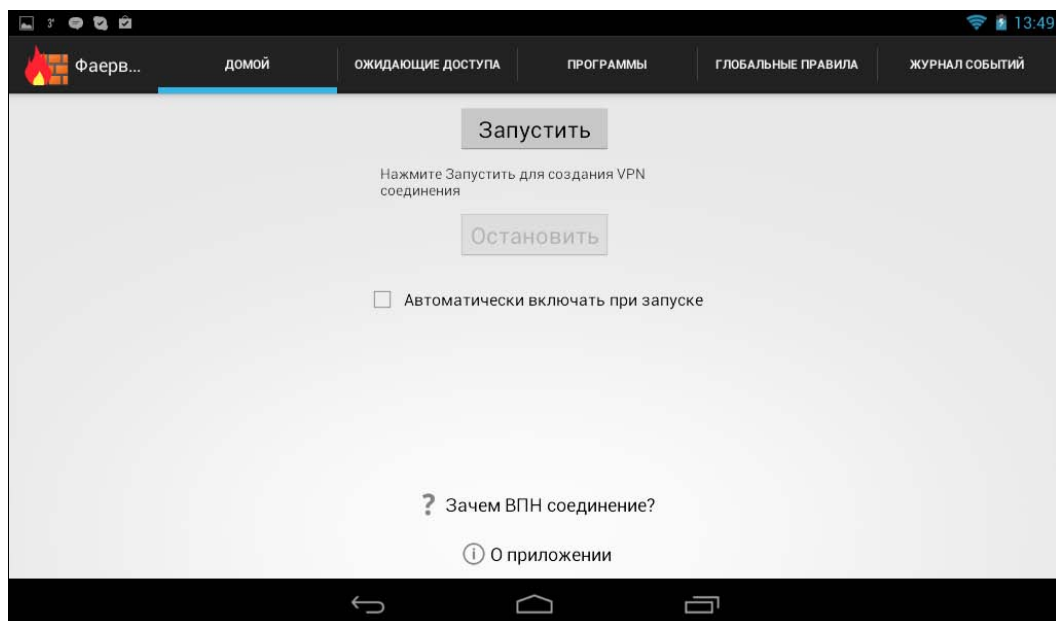 3°
13:49
Фаерв...
ДОМОЙ
ОЖИДАЮЩИЕ ДОСТУПА
ПРОГРАММЫ
ГЛОБАЛЬНЫЕ ПРАВИЛА
ЖУРНАЛ СОБЫТИЙ
Запустить
Нажмите Запустить для создания VPN
соединения
Остановить
Автоматически включать при запуске
? Зачем ВПН соединение?
О приложении